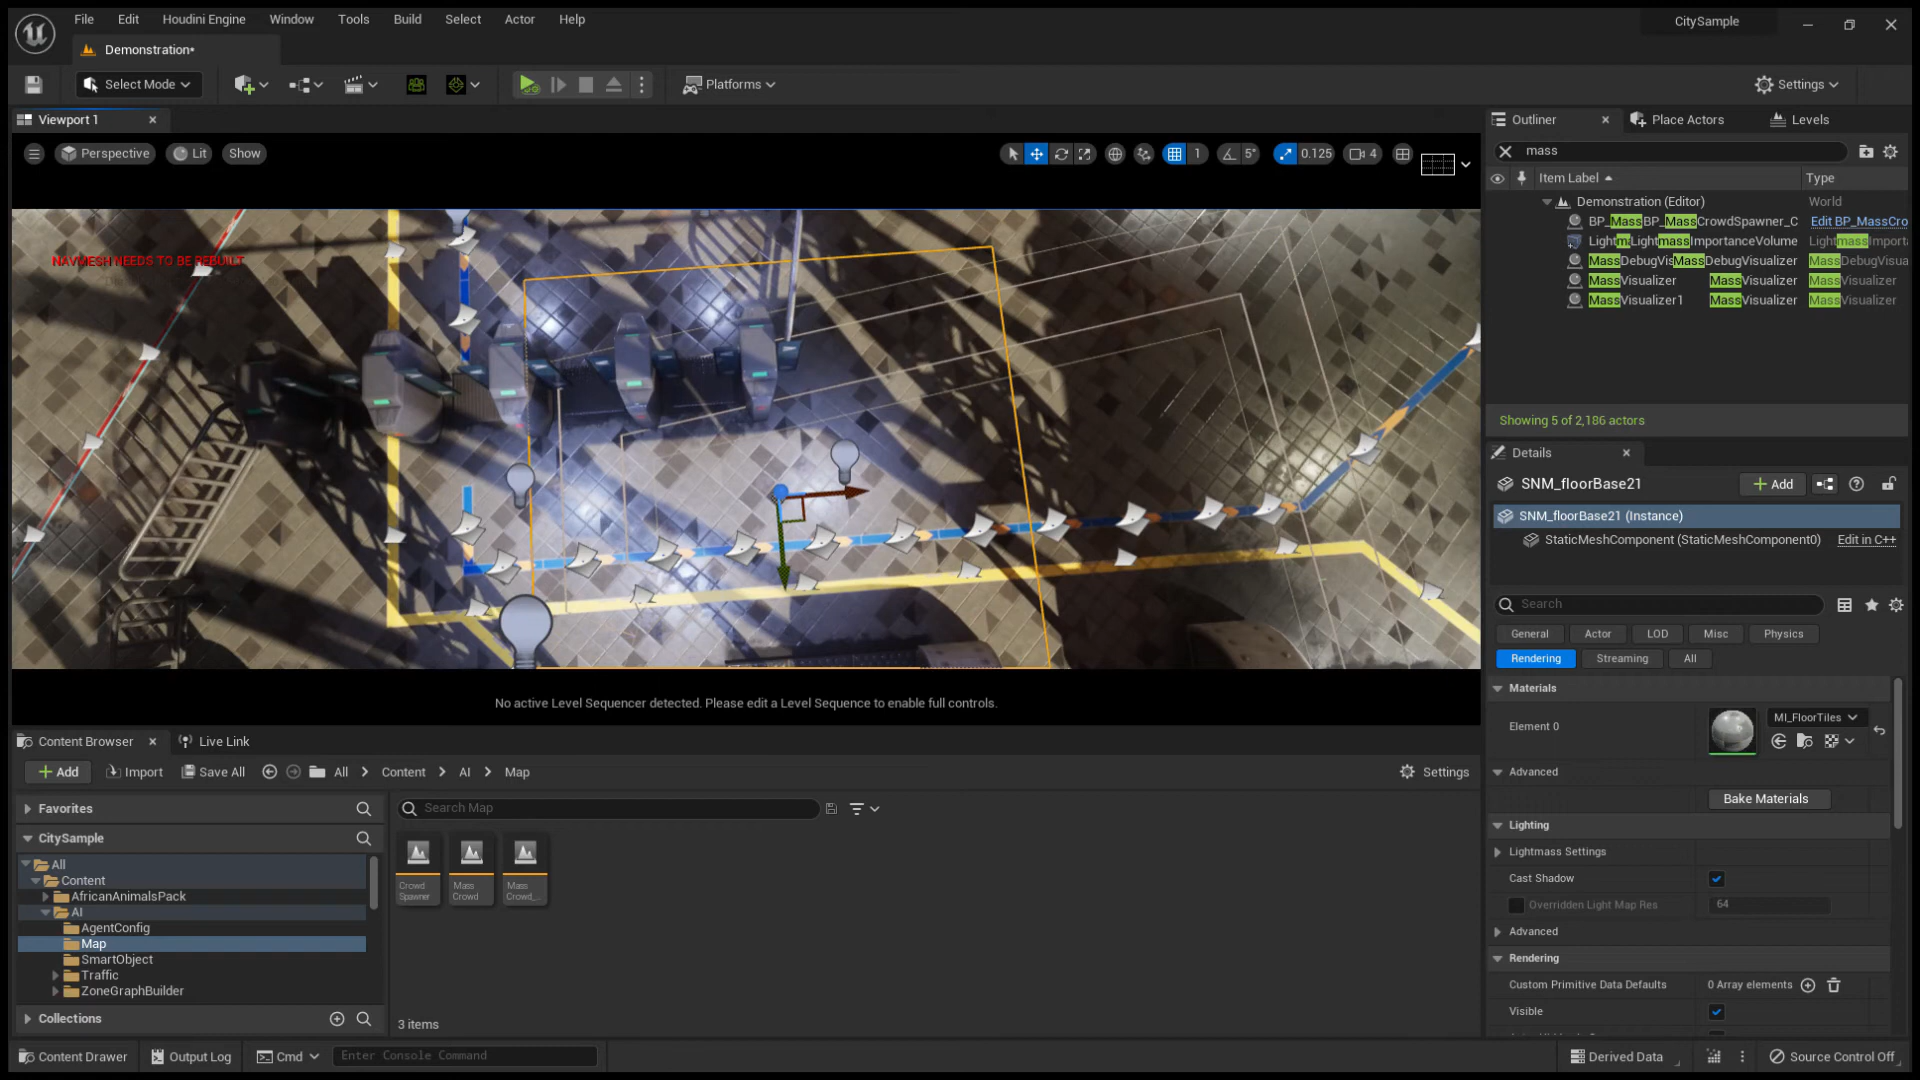 File Edit Houdini Engine Window Tools Build Select Actor Help
CitySample
Demonstration*
Select Mode
Platforms
Settings
Viewport 1
Perspective
Lit
Show
1
5°
0.125
4
NAVMESH NEEDS TO BE REBUILT
No active Level Sequencer detected. Please edit a Level Sequence to enable full controls.
Outliner
Place Actors
Levels
mass
Item Label
Type
Demonstration (Editor)
World
BP_MassBP_MassCrowdSpawner_C
Edit BP_MassCro
LightmLightmassImportanceVolume
LightmassImporta
MassDebugVisMassDebugVisualizer
MassDebugVisua
MassVisualizer
MassVisualizer
MassVisualizer
MassVisualizer1
MassVisualizer
MassVisualizer
Showing 5 of 2,186 actors
Details
SNM_floorBase21
Add
SNM_floorBase21 (Instance)
StaticMeshComponent (StaticMeshComponent0)
Edit in C++
Search
General
Actor
LOD
Misc
Physics
Rendering
Streaming
All
Materials
Element 0
MI_FloorTiles
Advanced
Bake Materials
Lighting
Lightmass Settings
Cast Shadow
Overridden Light Map Res
64
Advanced
Rendering
Custom Primitive Data Defaults
0 Array elements
Visible
Content Browser
Live Link
Add
Import
Save All
All
Content
AI
Map
Settings
Favorites
CitySample
All
Content
AfricanAnimalsPack
AI
AgentConfig
Map
SmartObject
Traffic
ZoneGraphBuilder
Collections
Search Map
Crowd
Spawner
Mass
Crowd
Mass
Crowd_...
3 items
Content Drawer
Output Log
Cmd
Enter Console Command
Derived Data
Source Control Off